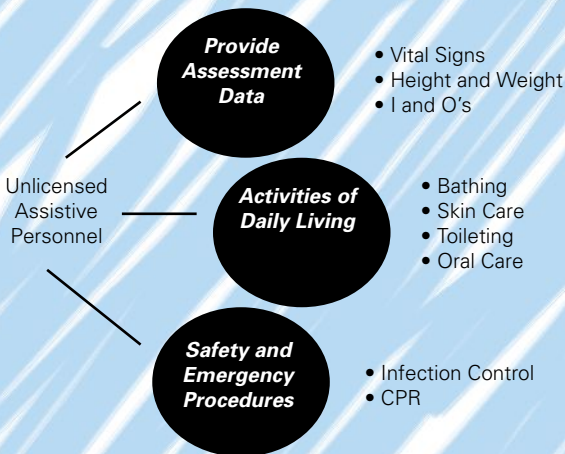 Provide
Assessment
Data
• Vital Signs
• Height and Weight
• I and O's
Unlicensed
Assistive
Personnel
Activities of
Daily Living
• Bathing
• Skin Care
• Toileting
• Oral Care
Safety and
Emergency
Procedures
• Infection Control
• CPR